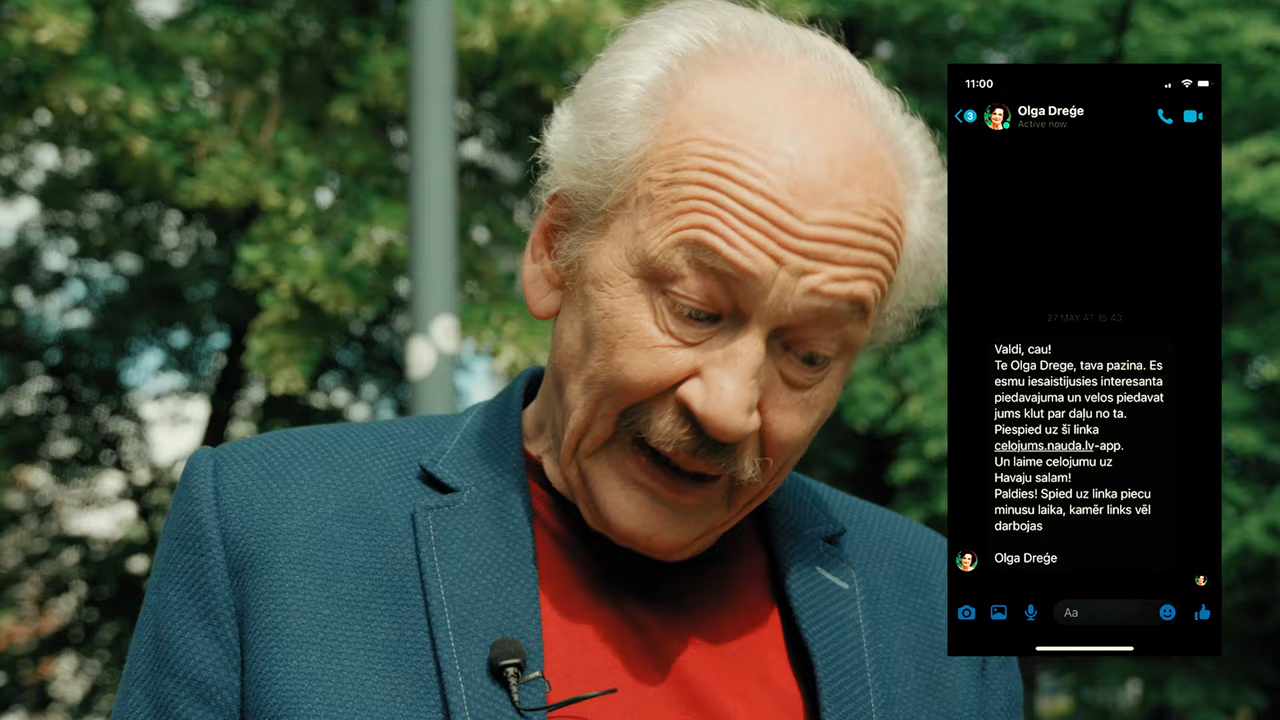 11:00
3
Olga Dreģe
Active now
27 MAY AT 15:43
Valdi, cau!
Te Olga Drege, tava pazina. Es
esmu iesaistijusies interesanta
piedavajuma un velos piedavat
jums klut par daļu no ta.
Piespied uz šī linka
celojums.nauda.lv-app.
Un laime celojumu uz
Havaju salam!
Paldies! Spied uz linka piecu
minusu laika, kamēr links vēl
darbojas
Olga Dreģe
Aa